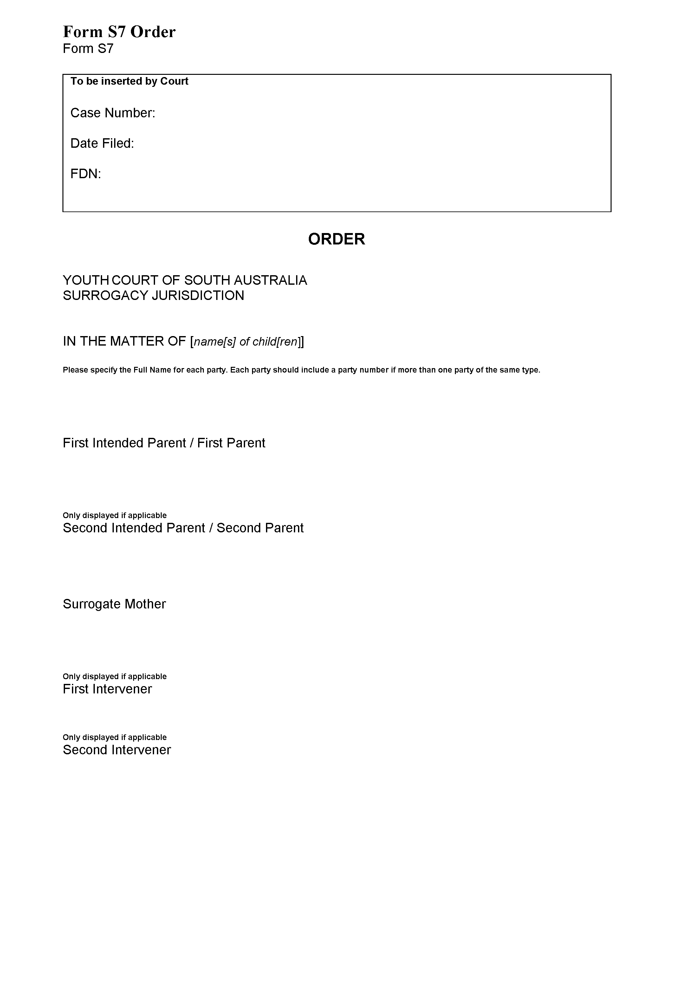 Form S7 Order
Form S7
To be inserted by Court
Case Number:
Date Filed:
FDN:
ORDER
YOUTH COURT OF SOUTH AUSTRALIA
SURROGACY JURISDICTION
IN THE MATTER OF [name[s] of child[ren]]
Please specify the Full Name for each party. Each party should include a party number if more than one party of the same type.
First Intended Parent / First Parent
Only displayed if applicable
Second Intended Parent / Second Parent
Surrogate Mother
Only displayed if applicable
First Intervener
Only displayed if applicable
Second Intervener